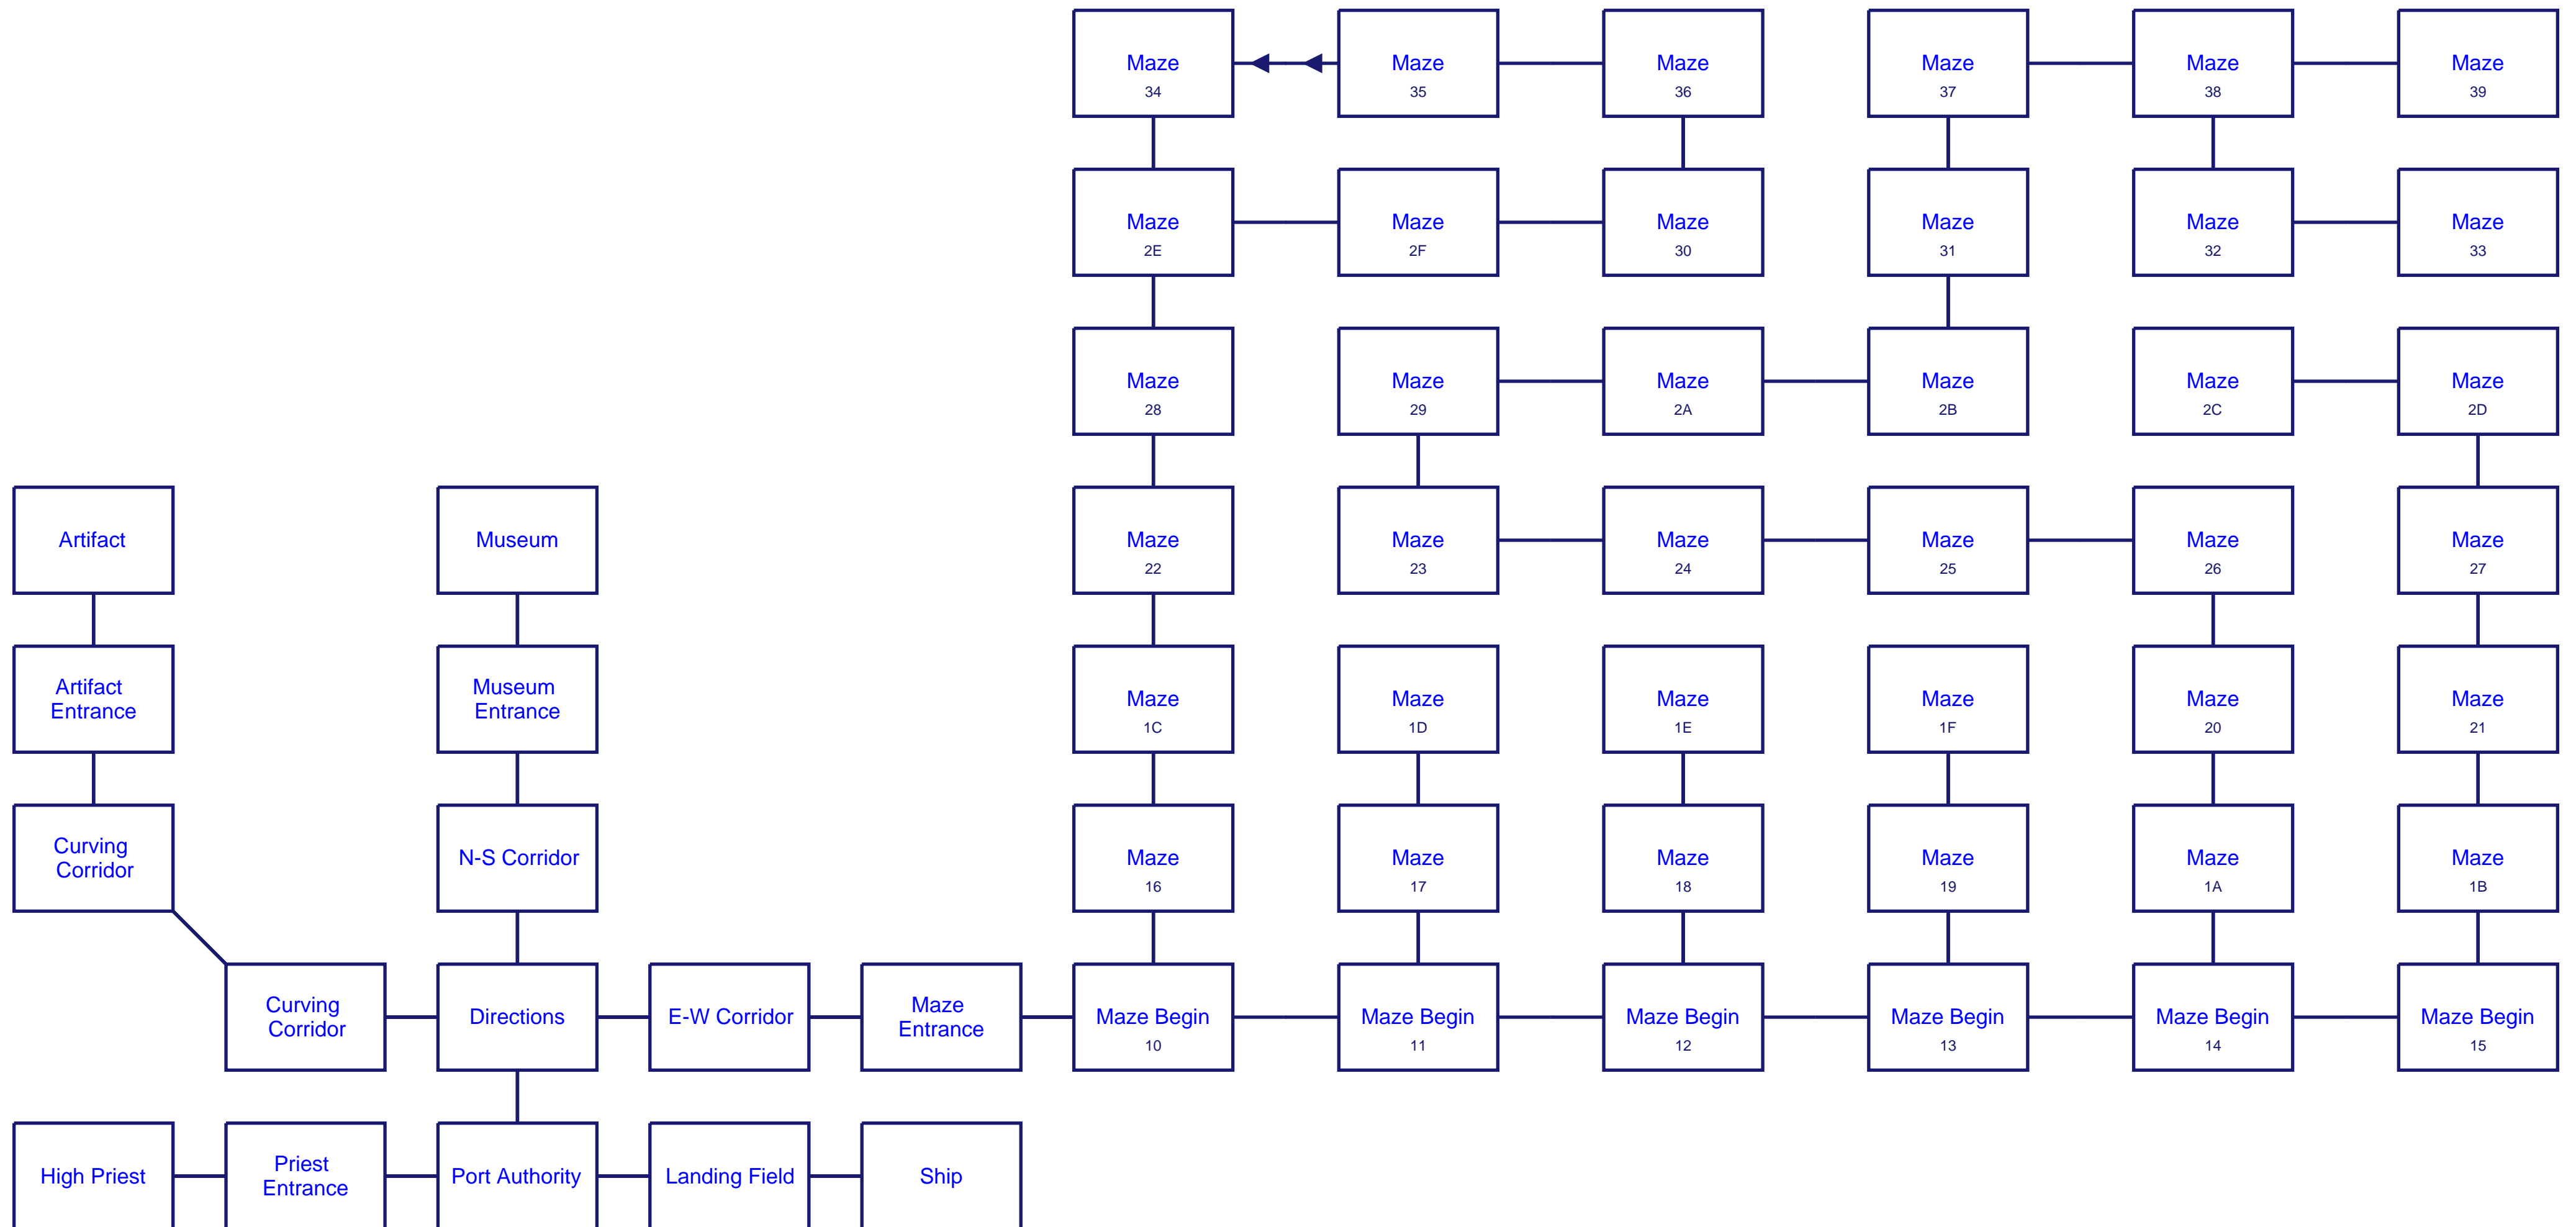 Maze
34
Maze
35
Maze
36
Maze
37
Maze
38
Maze
39
Maze
2E
Maze
2F
Maze
30
Maze
31
Maze
32
Maze
33
Maze
28
Maze
29
Maze
2A
Maze
2B
Maze
2C
Maze
2D
Artifact
Museum
Maze
22
Maze
23
Maze
24
Maze
25
Maze
26
Maze
27
Artifact
Entrance
Museum
Entrance
Maze
1C
Maze
1D
Maze
1E
Maze
1F
Maze
20
Maze
21
Curving
Corridor
N-S Corridor
Maze
16
Maze
17
Maze
18
Maze
19
Maze
1A
Maze
1B
Curving
Corridor
Directions
E-W Corridor
Maze
Entrance
Maze Begin
10
Maze Begin
11
Maze Begin
12
Maze Begin
13
Maze Begin
14
Maze Begin
15
High Priest
Priest
Entrance
Port Authority
Landing Field
Ship